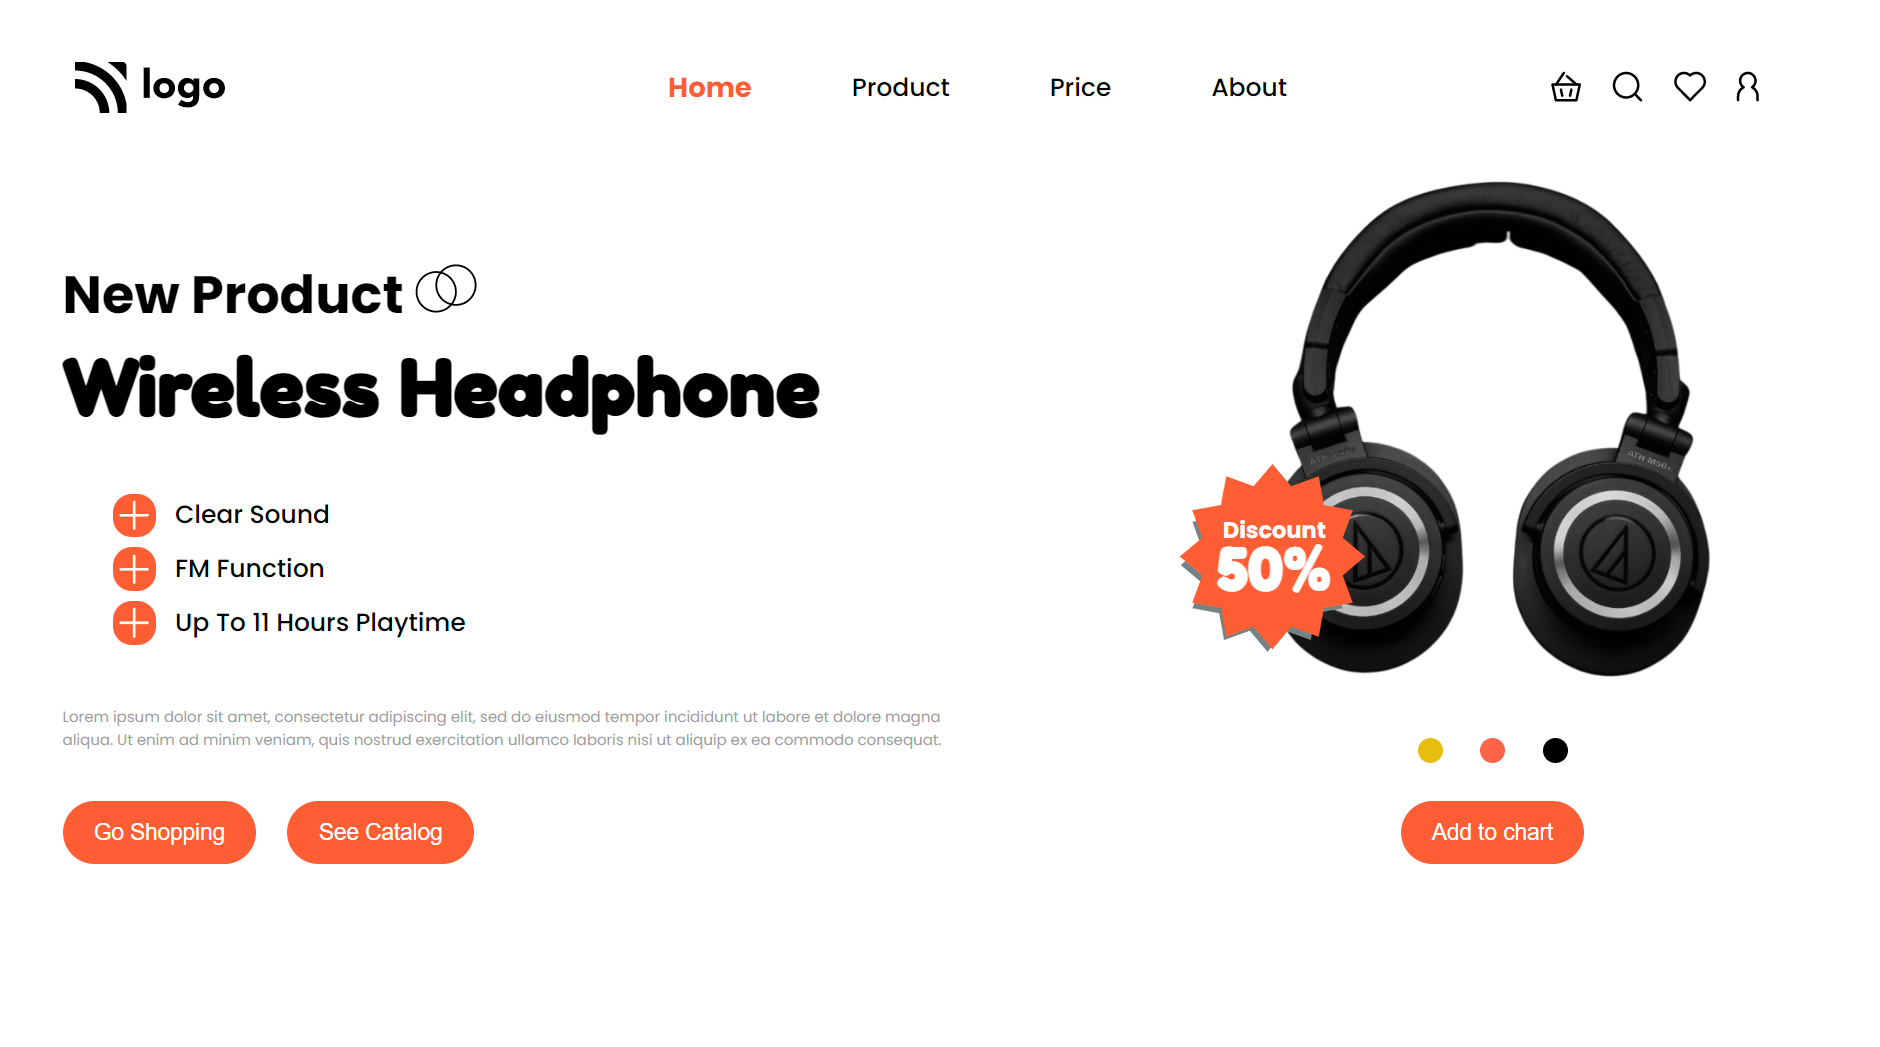 logo
Home Product Price About
New Product
Wireless Headphone
Clear Sound
FM Function
Up To 11 Hours Playtime
Lorem ipsum dolor sit amet, consectetur adipiscing elit, sed do eiusmod tempor incididunt ut labore et dolore magna
aliqua. Ut enim ad minim veniam, quis nostrud exercitation ullamco laboris nisi ut aliquip ex ea commodo consequat.
Go Shopping
See Catalog
ATH-M50x
Discount
50%
Add to chart